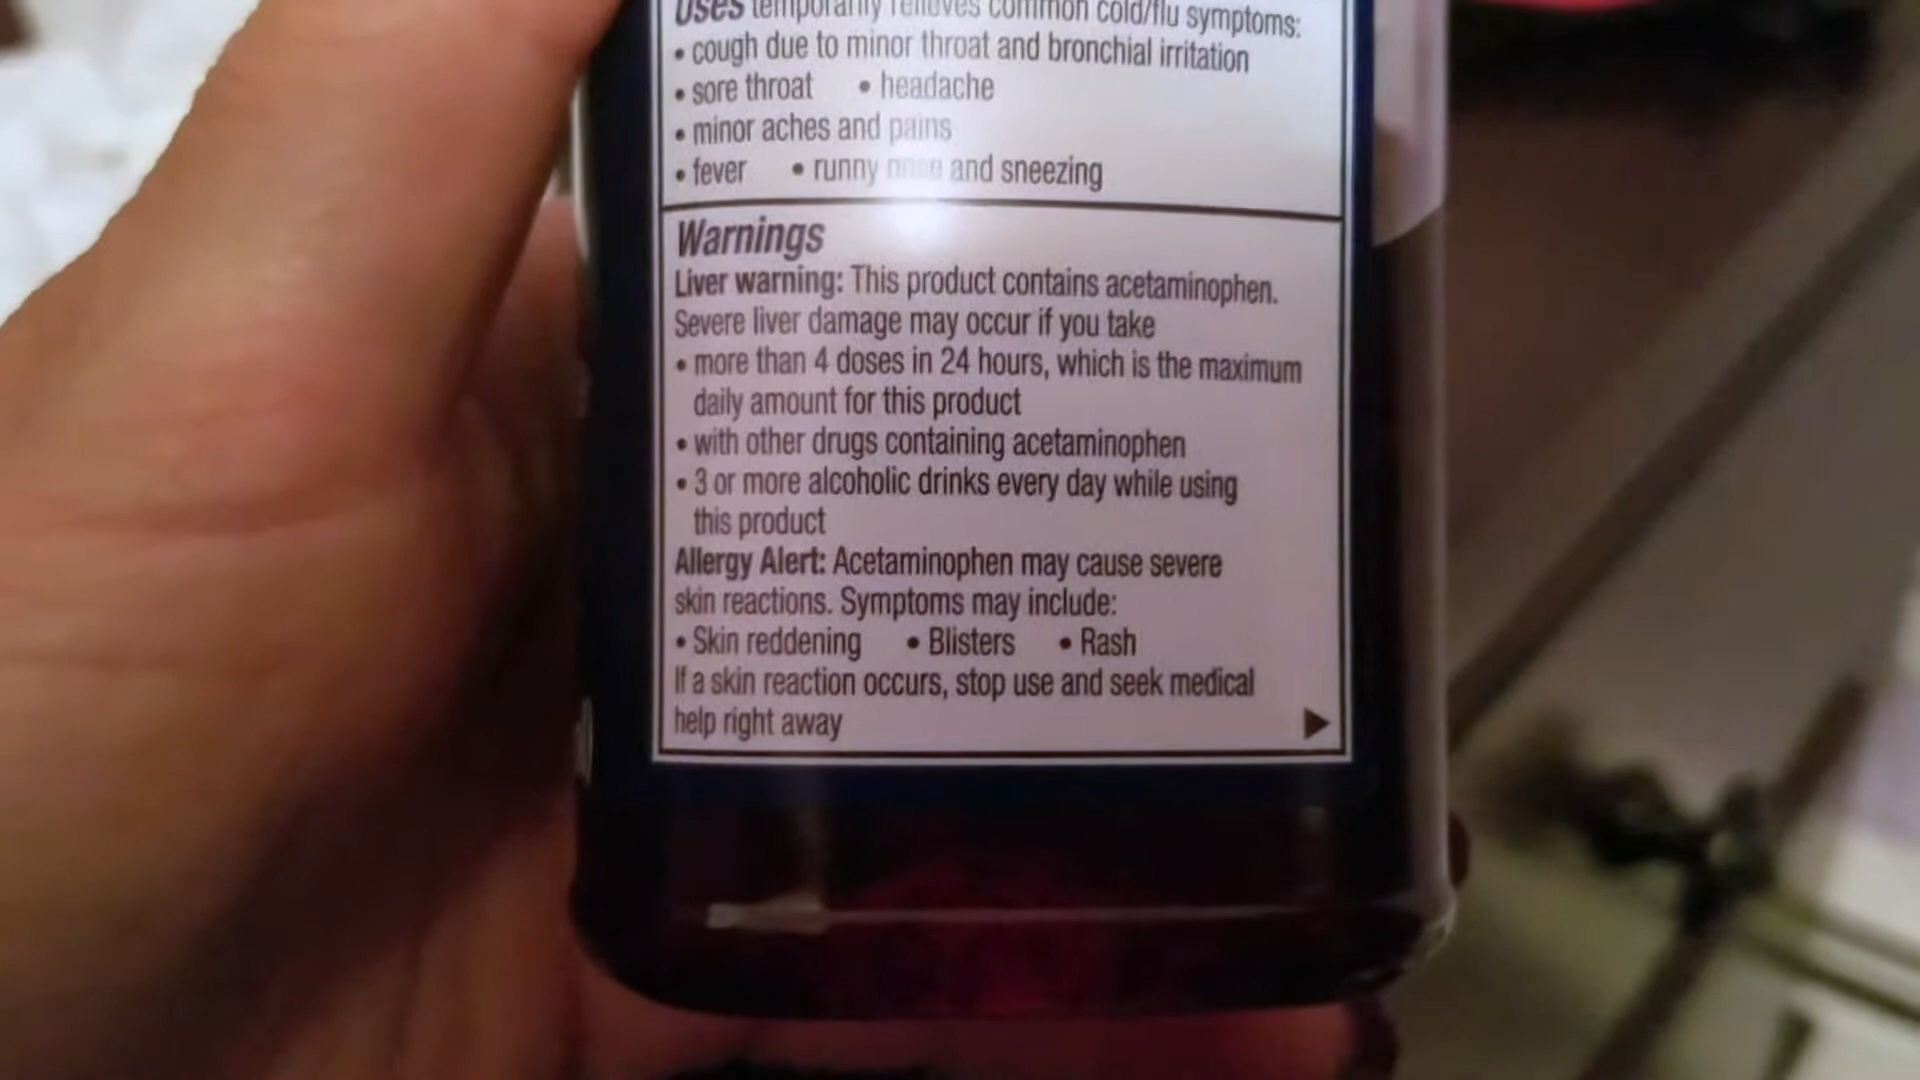 Uses temporarily relieves common cold/flu symptoms:
• cough due to minor throat and bronchial irritation
• sore throat • headache
• minor aches and pains
• fever • runny nose and sneezing
Warnings
Liver warning: This product contains acetaminophen.
Severe liver damage may occur if you take
• more than 4 doses in 24 hours, which is the maximum
daily amount for this product
• with other drugs containing acetaminophen
• 3 or more alcoholic drinks every day while using
this product
Allergy Alert: Acetaminophen may cause severe
skin reactions. Symptoms may include:
• Skin reddening • Blisters • Rash
If a skin reaction occurs, stop use and seek medical
help right away